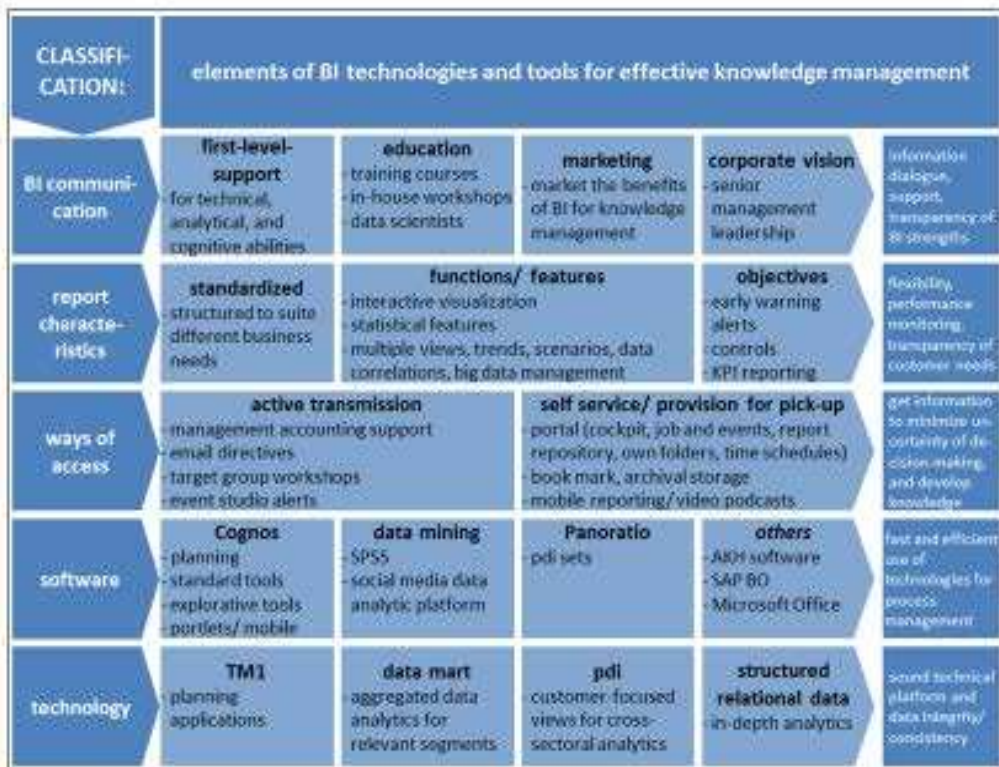 CLASSIFI-
CATION:
elements of BI technologies and tools for effective knowledge management
BI communi-
cation
first-level-
support
- for technical,
analytical, and
cognitive abilities
education
- training courses
- in-house workshops
- data scientists
marketing
- market the benefits
of BI for knowledge
management
corporate vision
- senior
management
leadership
information
dialogue,
support,
transparency of
BI strengths
report
characte-
ristics
standardized
- structured to suite
different business
needs
functions/ features
- interactive visualization
- statistical features
- multiple views, trends, scenarios, data
correlations, big data management
objectives
- early warning
alerts
- controls
- KPI reporting
flexibility,
performance
monitoring,
transparency of
customer needs
ways of
access
active transmission
- management accounting support
- email directives
- target group workshops
- event studio alerts
self service/ provision for pick-up
- portal (cockpit, job and events, report
repository, own folders, time schedules)
- book mark, archival storage
- mobile reporting/ video podcasts
get information
to minimize un-
certainty of de-
cision-making,
and develop
knowledge
software
Cognos
- planning
- standard tools
- explorative tools
- portlets/ mobile
data mining
- SPSS
- social media data
analytic platform
Panoratio
- pdi sets
others
- AKH software
- SAP BO
- Microsoft Office
fast and efficient
use of
technologies for
process
management
technology
TM1
- planning
applications
data mart
- aggregated data
analytics for
relevant segments
pdi
- customer focused
views for cross-
sectoral analytics
structured
relational data
- in-depth analytics
sound technical
platform and
data integrity/
consistency